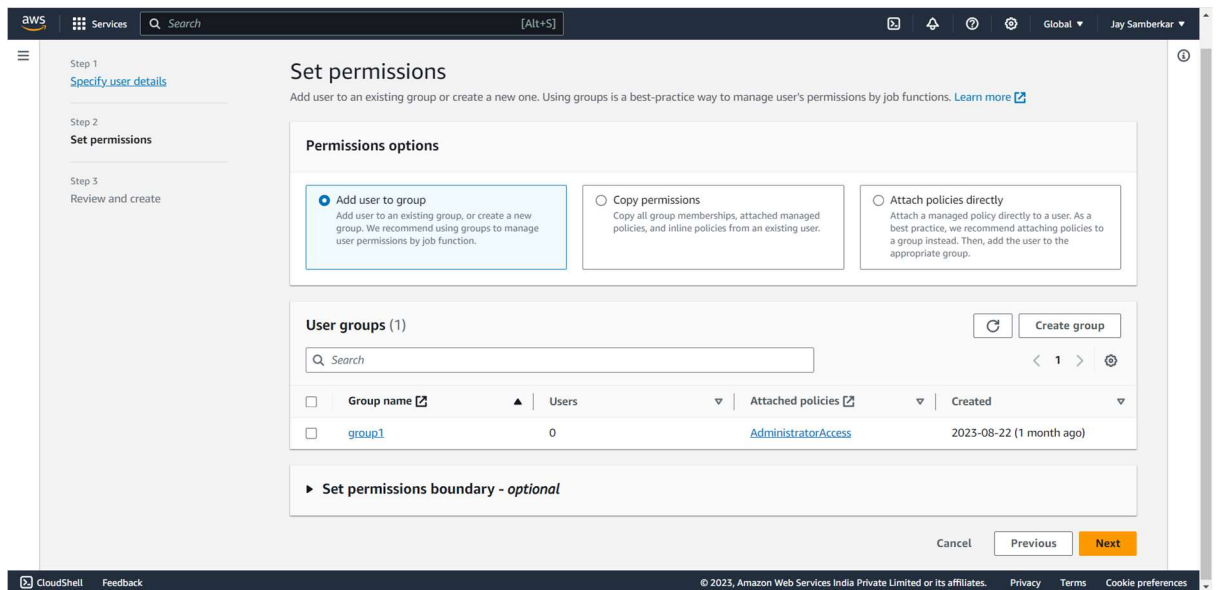 aws
Services
Search
[Alt+S]
Global ▼
Jay Samberkar ▼
Step 1
Specify user details
Step 2
Set permissions
Step 3
Review and create
Set permissions
Add user to an existing group or create a new one. Using groups is a best-practice way to manage user's permissions by job functions. Learn more
Permissions options
Add user to group
Add user to an existing group, or create a new
group. We recommend using groups to manage
user permissions by job function.
Copy permissions
Copy all group memberships, attached managed
policies, and inline policies from an existing user.
Attach policies directly
Attach a managed policy directly to a user. As a
best practice, we recommend attaching policies to
a group instead. Then, add the user to the
appropriate group.
User groups (1)
Create group
Search
1
Group name
Users
Attached policies
Created
group1
0
AdministratorAccess
2023-08-22 (1 month ago)
Set permissions boundary - optional
Cancel
Previous
Next
CloudShell
Feedback
© 2023, Amazon Web Services India Private Limited or its affiliates.
Privacy
Terms
Cookie preferences